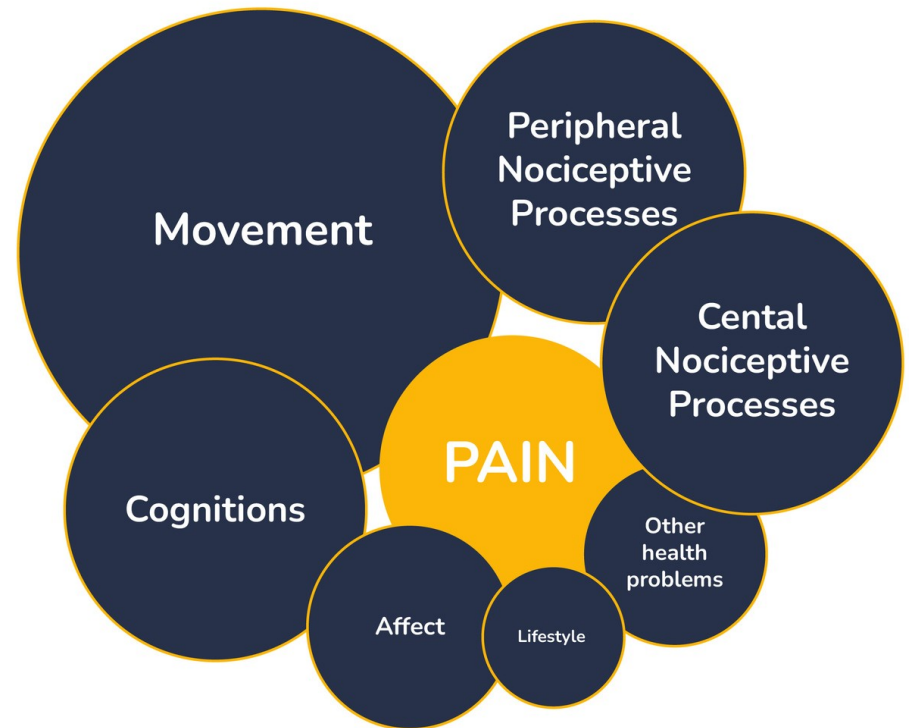 Movement
Peripheral
Nociceptive
Processes
Cental
Nociceptive
Processes
PAIN
Cognitions
Other
health
problems
Affect
Lifestyle